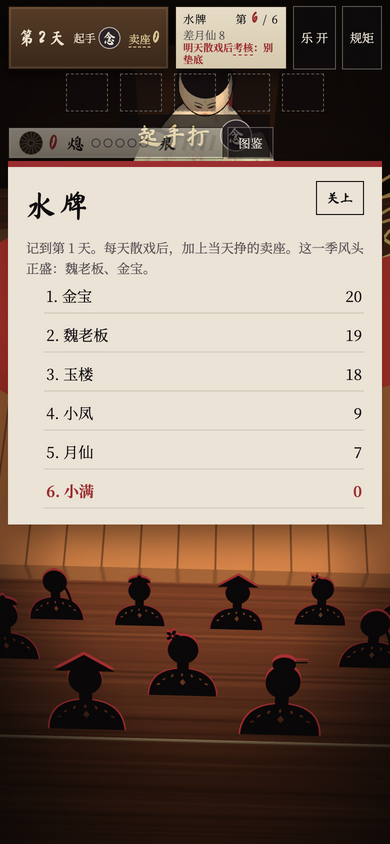 第2天 起手 念 卖座0
水牌 第 6 / 6
差月仙 8
明天散戏后考核：别垫底
乐 开
规矩
起手打 念
0 熄
图鉴
水牌
关上
记到第 1 天。每天散戏后，加上当天挣的卖座。这一季风头
正盛：魏老板、金宝。
1. 金宝 20
2. 魏老板 19
3. 玉楼 18
4. 小凤 9
5. 月仙 7
6. 小满 0